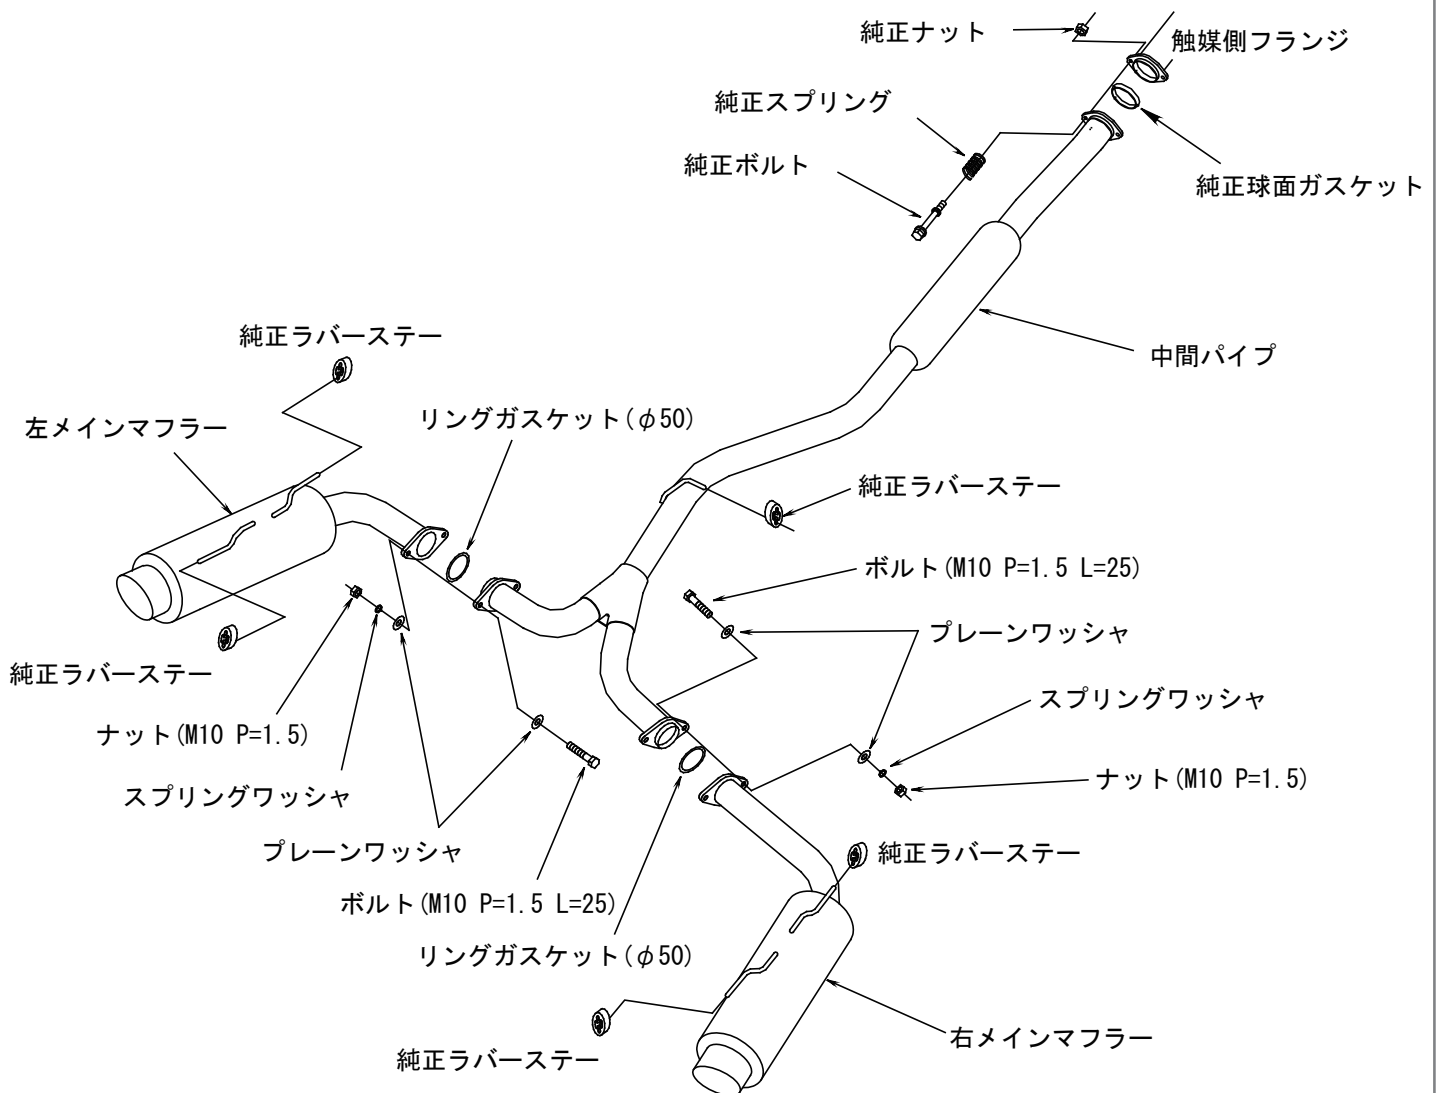 純正ナット
触媒側フランジ
純正スプリング
純正ボルト
純正球面ガスケット
純正ラバーステー
中間パイプ
左メインマフラー
リングガスケット(φ50)
純正ラバーステー
ボルト(M10 P=1.5 L=25)
プレーンワッシャ
純正ラバーステー
スプリングワッシャ
ナット(M10 P=1.5)
ナット(M10 P=1.5)
スプリングワッシャ
プレーンワッシャ
純正ラバーステー
ボルト(M10 P=1.5 L=25)
リングガスケット(φ50)
右メインマフラー
純正ラバーステー